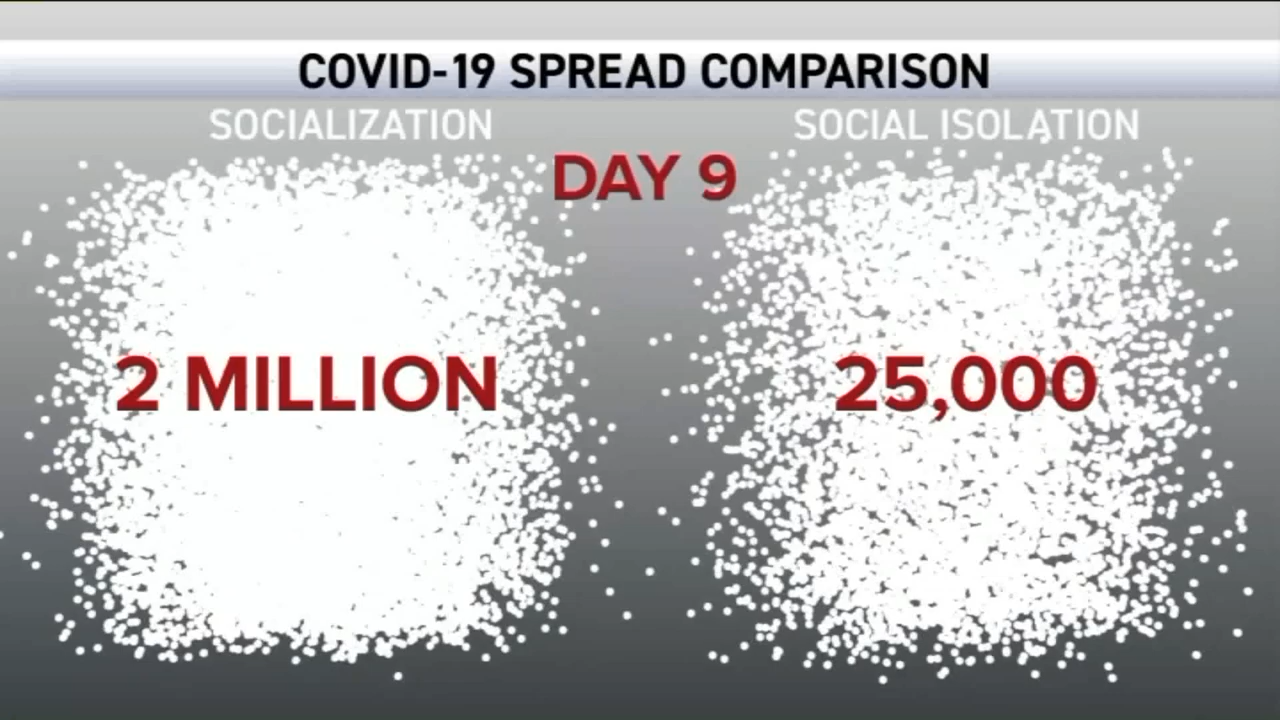 COVID-19 SPREAD COMPARISON
SOCIALIZATION
SOCIAL ISOLATION
DAY 9
2 MILLION
25,000